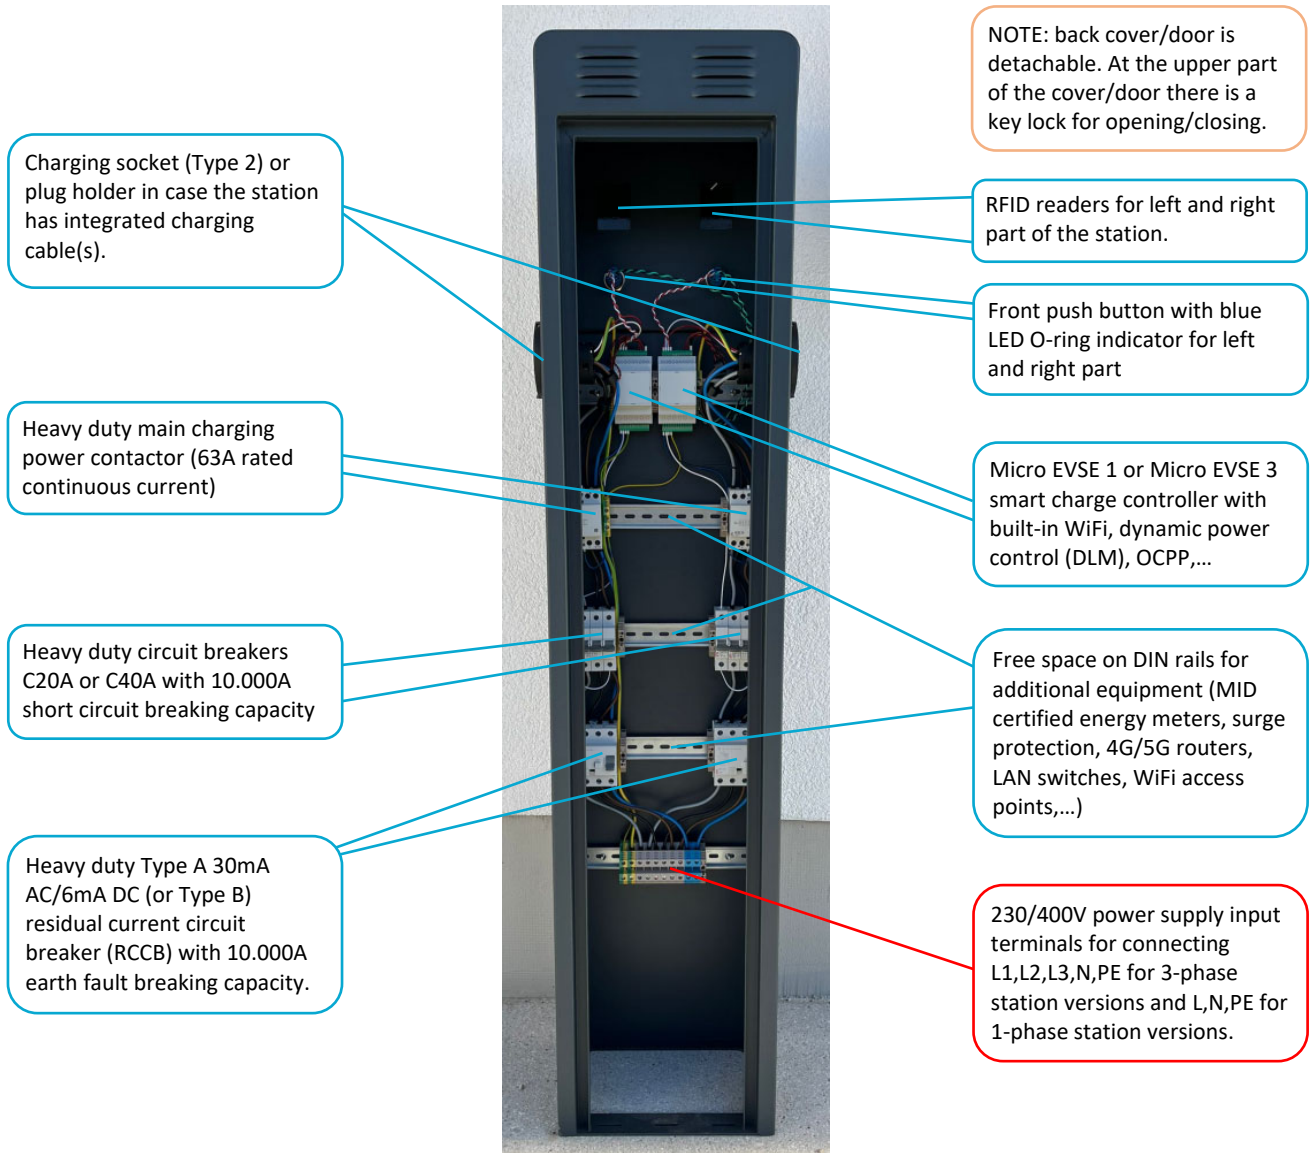 NOTE: back cover/door is
detachable. At the upper part
of the cover/door there is a
key lock for opening/closing.
Charging socket (Type 2) or
plug holder in case the station
has integrated charging
cable(s).
RFID readers for left and right
part of the station.
Front push button with blue
LED O-ring indicator for left
and right part
Heavy duty main charging
power contactor (63A rated
continuous current)
Micro EVSE 1 or Micro EVSE 3
smart charge controller with
built-in WiFi, dynamic power
control (DLM), OCPP,...
Heavy duty circuit breakers
C20A or C40A with 10.000A
short circuit breaking capacity
Free space on DIN rails for
additional equipment (MID
certified energy meters, surge
protection, 4G/5G routers,
LAN switches, WiFi access
points,...)
Heavy duty Type A 30mA
AC/6mA DC (or Type B)
residual current circuit
breaker (RCCB) with 10.000A
earth fault breaking capacity.
230/400V power supply input
terminals for connecting
L1,L2,L3,N,PE for 3-phase
station versions and L,N,PE for
1-phase station versions.